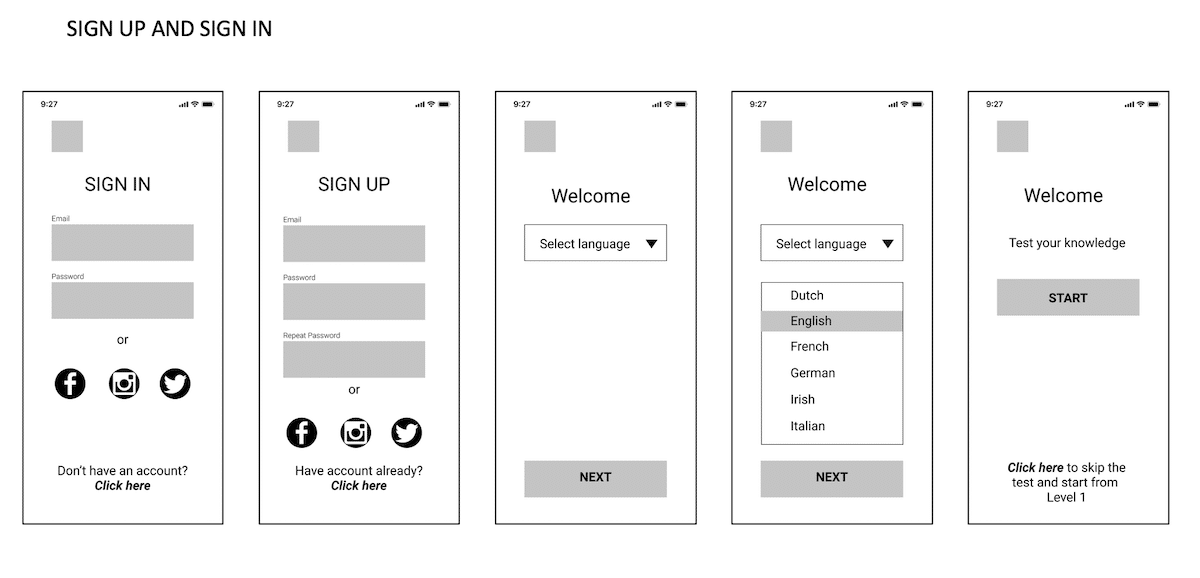 SIGN UP AND SIGN IN
9:27
SIGN IN
Email
Password
or
Don't have an account?
Click here
9:27
SIGN UP
Email
Password
Repeat Password
or
Have account already?
Click here
9:27
Welcome
Select language
NEXT
9:27
Welcome
Select language
Dutch
English
French
German
Irish
Italian
NEXT
9:27
Welcome
Test your knowledge
START
Click here to skip the
test and start from
Level 1